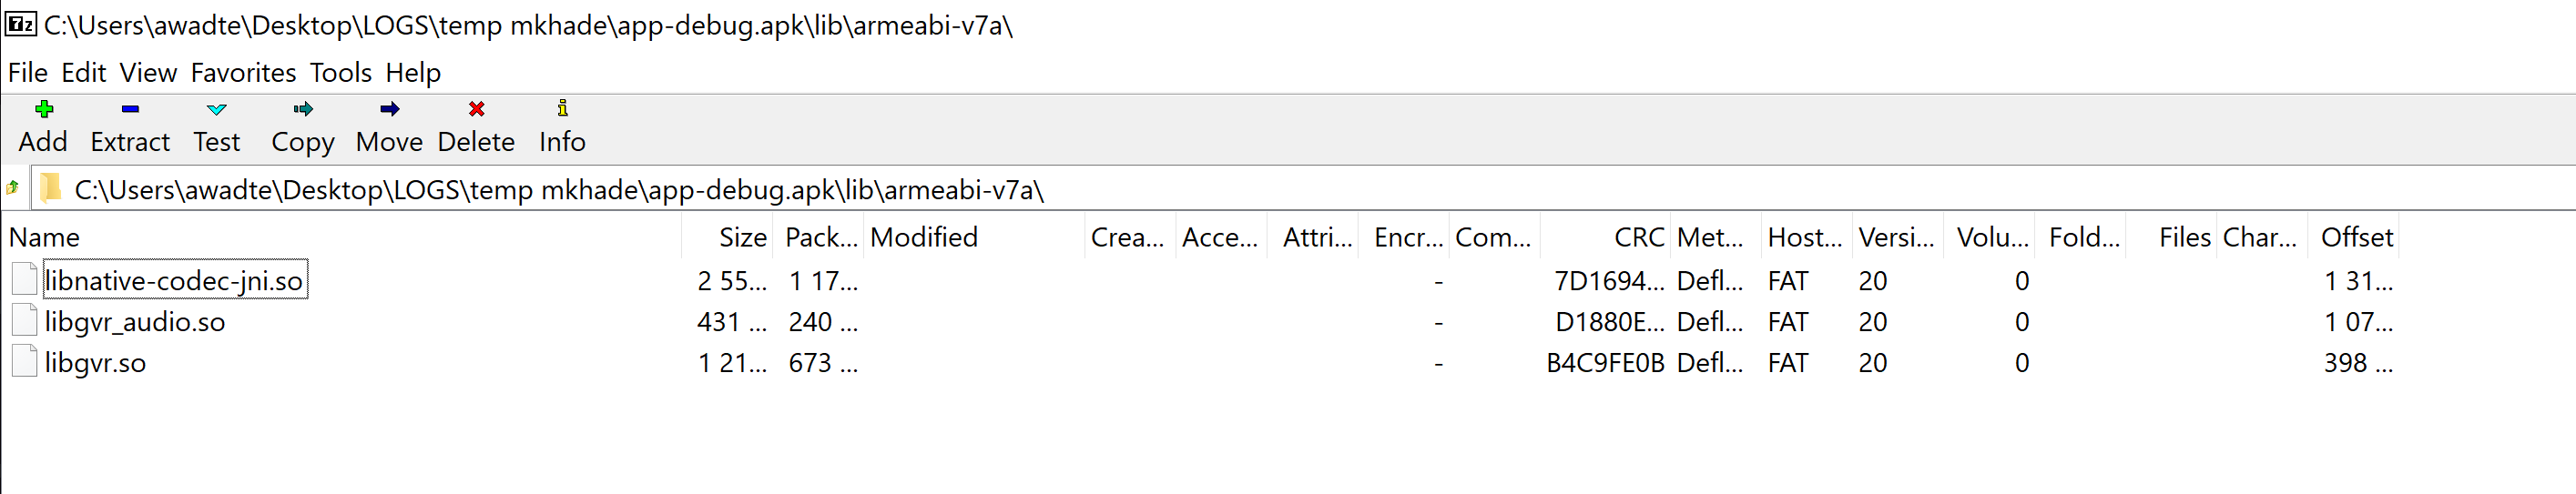 7z C:\Users\awadte\Desktop\LOGS\temp mkhade\app-debug.apk\lib\armeabi-v7a\
File Edit View Favorites Tools Help
Add Extract Test Copy Move Delete Info
C:\Users\awadte\Desktop\LOGS\temp mkhade\app-debug.apk\lib\armeabi-v7a\
Name Size Pack... Modified Crea... Acce... Attri... Encr... Com... CRC Met... Host... Versi... Volu... Fold... Files Char... Offset
libnative-codec-jni.so 2 55... 1 17... - 7D1694... Defl... FAT 20 0 1 31...
libgvr_audio.so 431 ... 240 ... - D1880E... Defl... FAT 20 0 1 07...
libgvr.so 1 21... 673 ... - B4C9FE0B Defl... FAT 20 0 398 ...